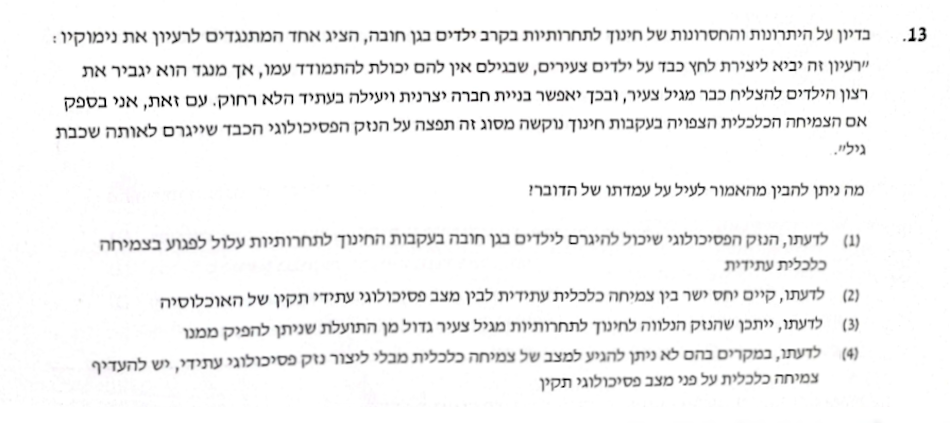 13. בדיון על היתרונות והחסרונות של חינוך לתחרותיות בקרב ילדים בגן חובה, הציג אחד המתנגדים לרעיון את נימוקיו:
"רעיון זה יביא ליצירת לחץ כבד על ילדים צעירים, שבגילם אין להם יכולת להתמודד עמו, אך מנגד הוא יגביר את
רצון הילדים להצליח כבר מגיל צעיר, ובכך יאפשר בניית חברה יצרנית ויעילה בעתיד הלא רחוק. עם זאת, אני בספק
אם הצמיחה הכלכלית הצפויה בעקבות חינוך נוקשה מסוג זה תפצה על הנזק הפסיכולוגי הכבד שייגרם לאותה שכבת
גיל".
מה ניתן להבין מהאמור לעיל על עמדתו של הדובר?
(1) לדעתו, הנזק הפסיכולוגי שיכול להיגרם לילדים בגן חובה בעקבות החינוך לתחרותיות עלול לפגוע בצמיחה
כלכלית עתידית
(2) לדעתו, קיים יחס ישר בין צמיחה כלכלית עתידית לבין מצב פסיכולוגי עתידי תקין של האוכלוסיה
(3) לדעתו, ייתכן שהנזק הנלווה לחינוך לתחרותיות מגיל צעיר גדול מן התועלת שניתן להפיק ממנו
(4) לדעתו, במקרים בהם לא ניתן להגיע למצב של צמיחה כלכלית מבלי ליצור נזק פסיכולוגי עתידי, יש להעדיף
צמיחה כלכלית על פני מצב פסיכולוגי תקין